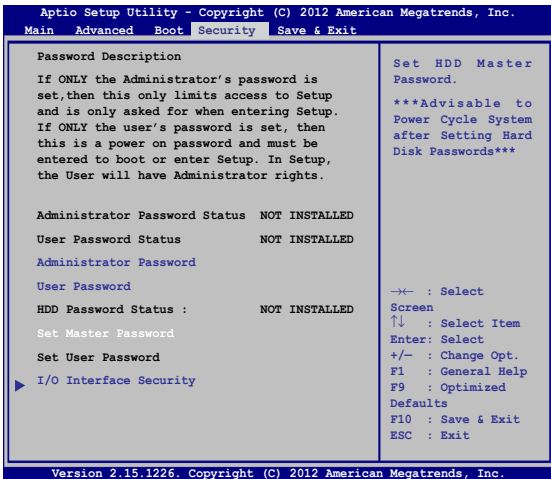 Aptio Setup Utility - Copyright (C) 2012 American Megatrends, Inc.
Main Advanced Boot Security Save & Exit
Password Description
If ONLY the Administrator's password is
set,then this only limits access to Setup
and is only asked for when entering Setup.
If ONLY the user's password is set, then
this is a power on password and must be
entered to boot or enter Setup. In Setup,
the User will have Administrator rights.
Administrator Password Status NOT INSTALLED
User Password Status NOT INSTALLED
Administrator Password
User Password
HDD Password Status : NOT INSTALLED
Set Master Password
Set User Password
I/O Interface Security
Set HDD Master
Password.
***Advisable to
Power Cycle System
after Setting Hard
Disk Passwords***
→← : Select
Screen
↑↓ : Select Item
Enter: Select
+/— : Change Opt.
F1 : General Help
F9 : Optimized
Defaults
F10 : Save & Exit
ESC : Exit
Version 2.15.1226. Copyright (C) 2012 American Megatrends, Inc.